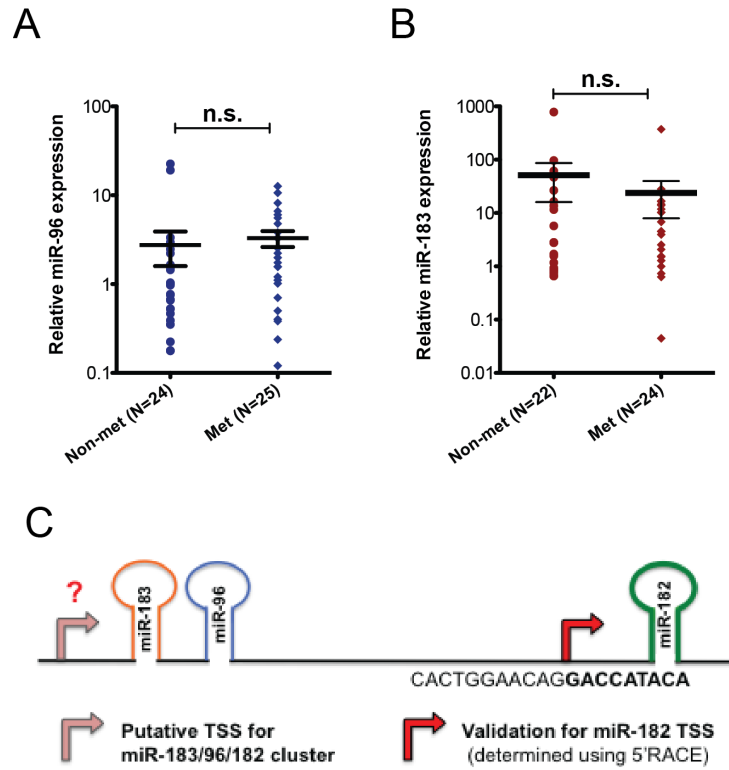 A
n.s.
Relative miR-96 expression
100
10
1
0.1
Non-met (N=24)
Met (N=25)
B
n.s.
Relative miR-183 expression
1000
100
10
1
0.1
0.01
Non-met (N=22)
Met (N=24)
C
?
miR-183
miR-96
miR-182
CACTGGAACAGGACCATACA
Putative TSS for
miR-183/96/182 cluster
Validation for miR-182 TSS
(determined using 5'RACE)